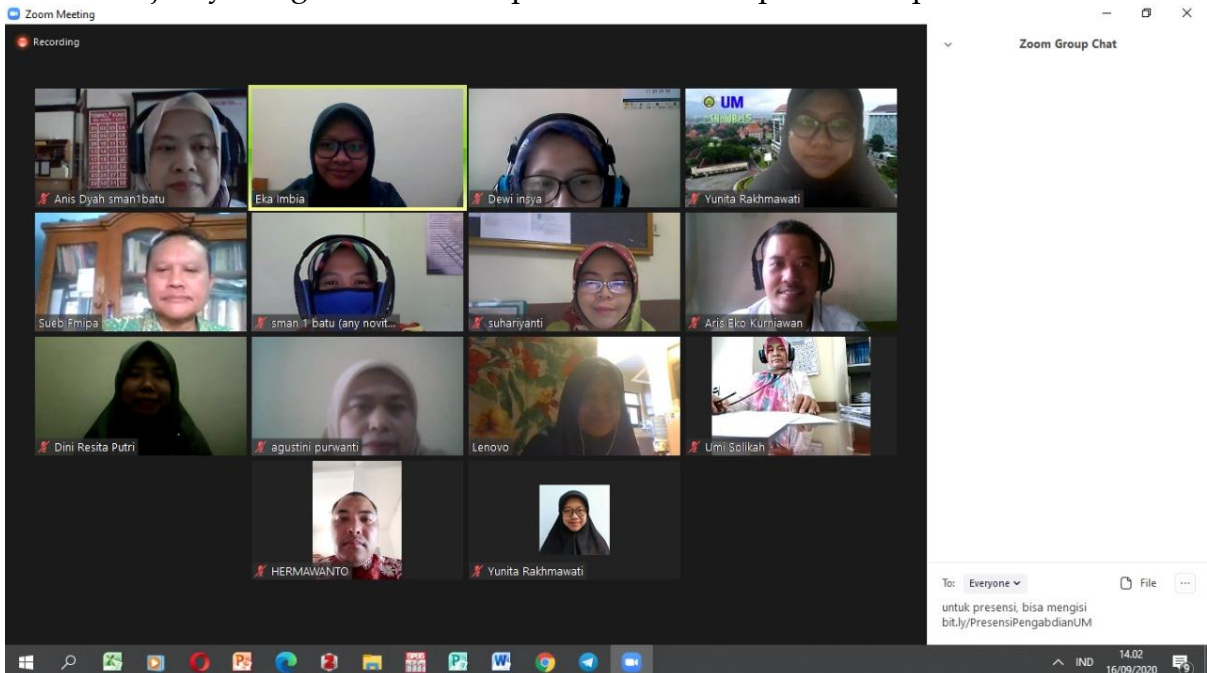 Zoom Meeting
Recording
Zoom Group Chat
UM
Anis Dyah sman1batu
Eka Imbia
Dewi insya
Yunita Rakhmawati
Sueb Fmipa
sman 1 batu (any novit...
suhariyanti
Aris Eko Kurniawan
Dini Resita Putri
agustini purwanti
Lenovo
Umi Solikah
HERMAWANTO
Yunita Rakhmawati
To: Everyone
File
untuk presensi, bisa mengisi
bit.ly/PresensiPengabdianUM
IND
14.02
16/09/2020